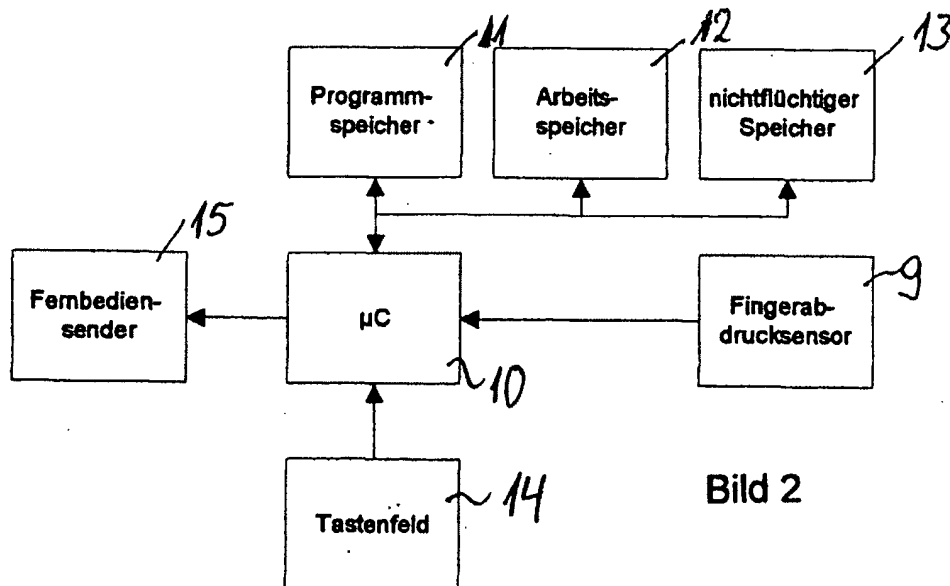 11
12
13
Programm-
speicher
Arbeits-
speicher
nichtflüchtiger
Speicher
15
Fernbedien-
sender
µC
10
9
Fingerab-
drucksensor
14
Tastenfeld
Bild 2